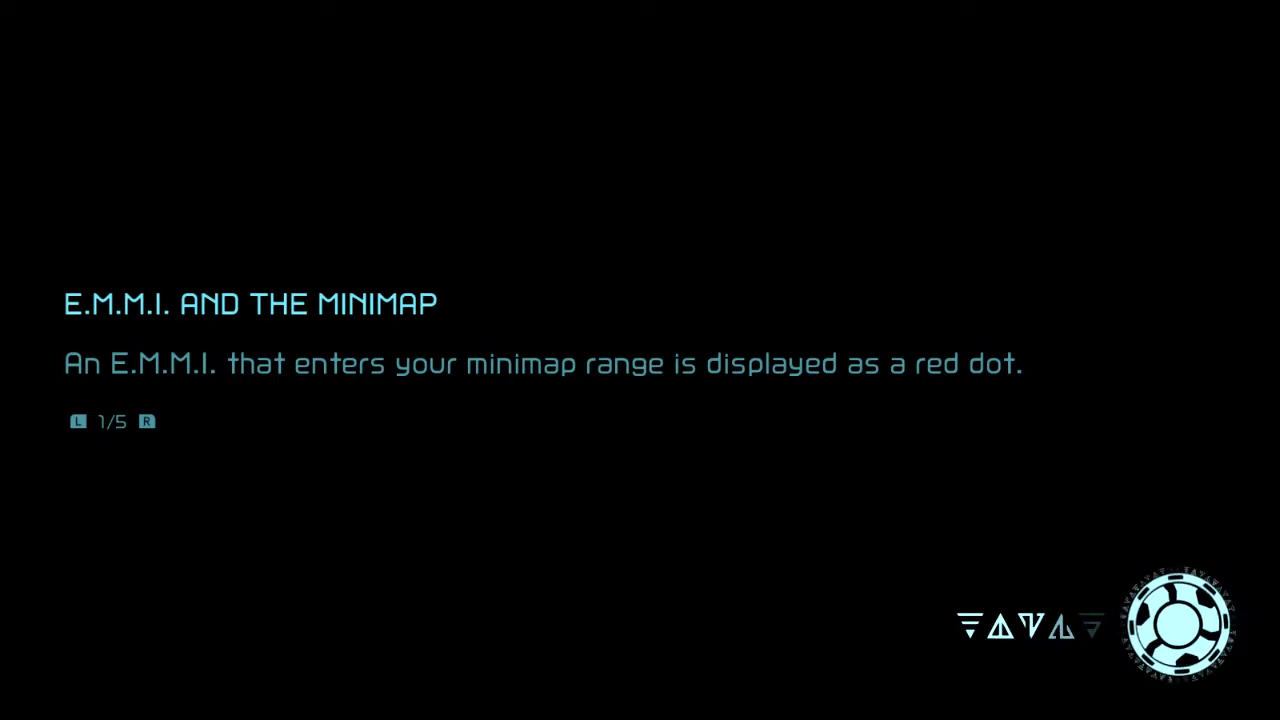 E.M.M.I. AND THE MINIMAP
An E.M.M.I. that enters your minimap range is displayed as a red dot.
L 1/5 R